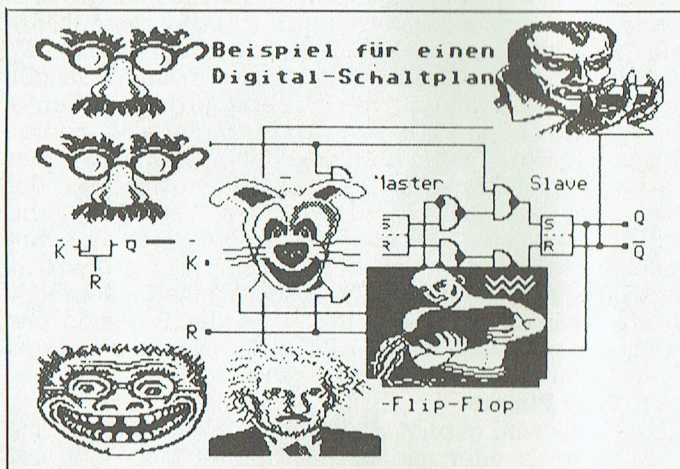 Beispiel für einen
Digital-Schaltplan
Master Slave
S S Q
R R Q̄
K U Q
K
R
R
-Flip-Flop